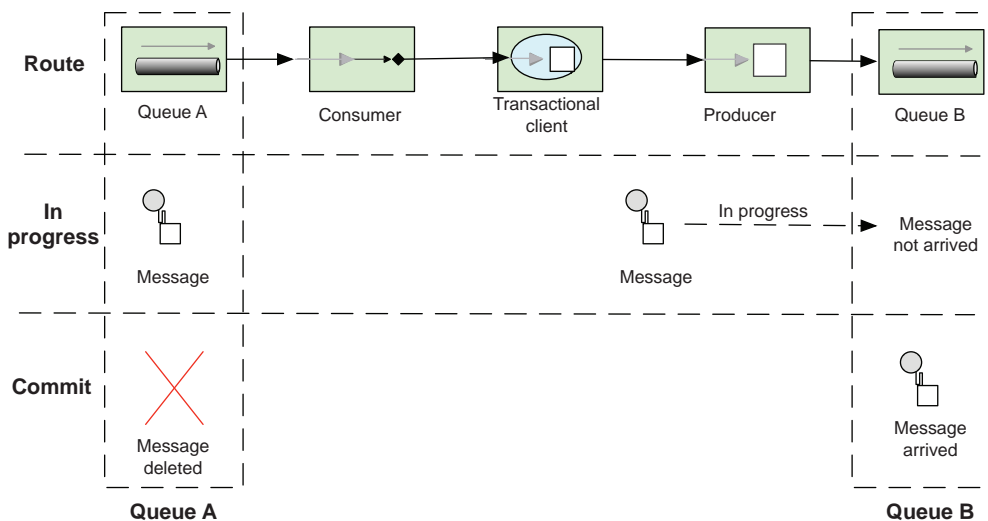 Route
Queue A
Consumer
Transactional
client
Producer
Queue B
In
progress
Message
Message
In progress
Message
not arrived
Commit
Message
deleted
Message
arrived
Queue A
Queue B